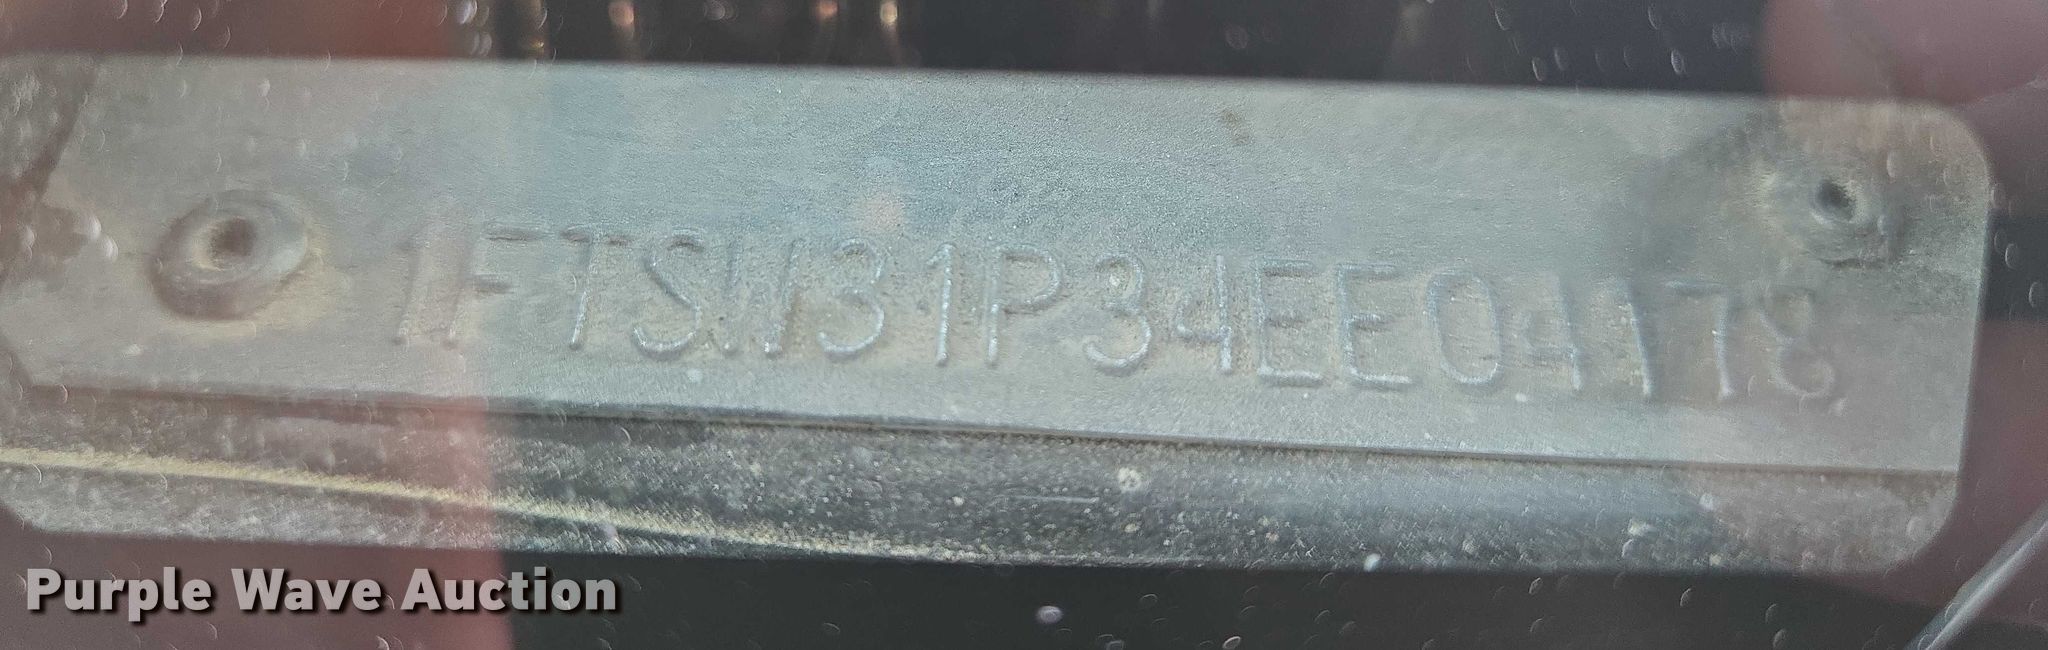 1FTSW31P34EE04178
Purple Wave Auction